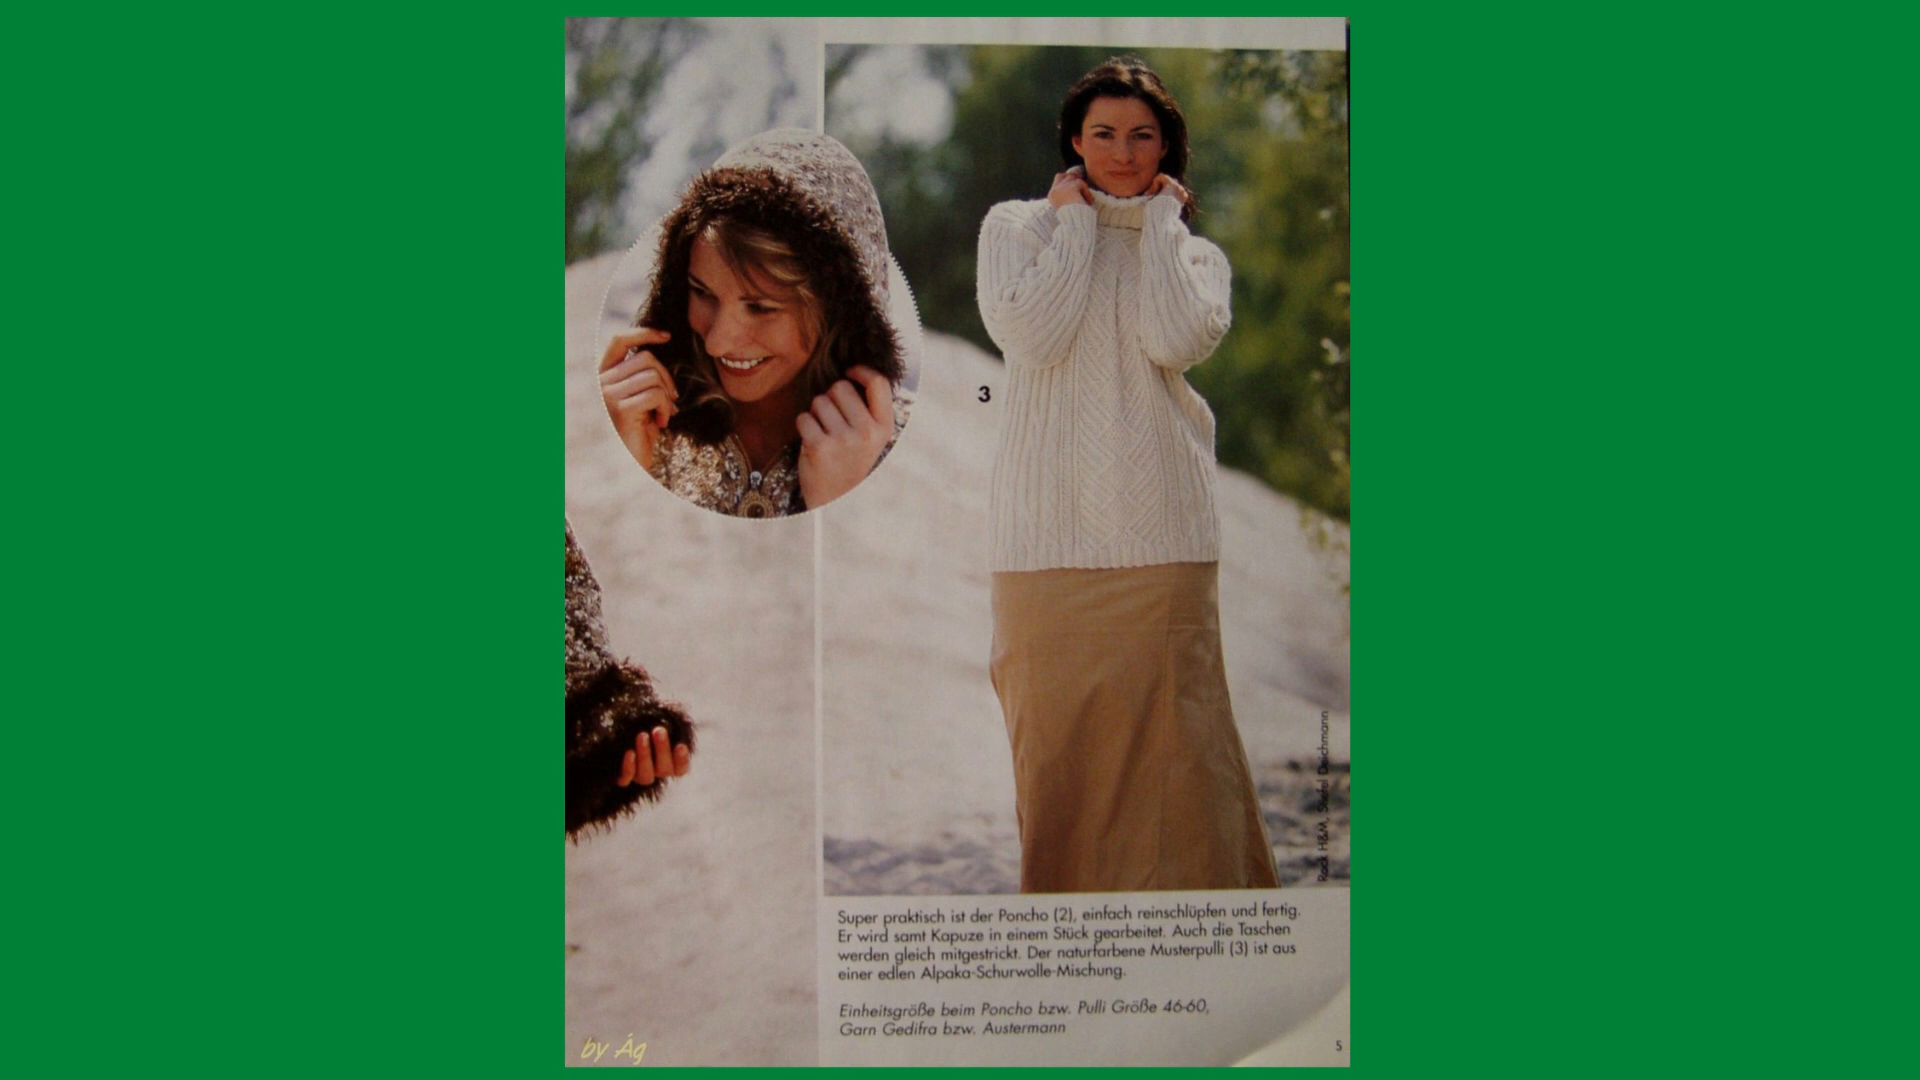 3
Rock H&M, Stiefel Deichmann
Super praktisch ist der Poncho (2), einfach reinschlüpfen und fertig.
Er wird samt Kapuze in einem Stück gearbeitet. Auch die Taschen
werden gleich mitgestrickt. Der naturfarbene Musterpulli (3) ist aus
einer edlen Alpaka-Schurwolle-Mischung.
Einheitsgröße beim Poncho bzw. Pulli Größe 46-60,
Garn Gedifra bzw. Austermann
by Ág
5